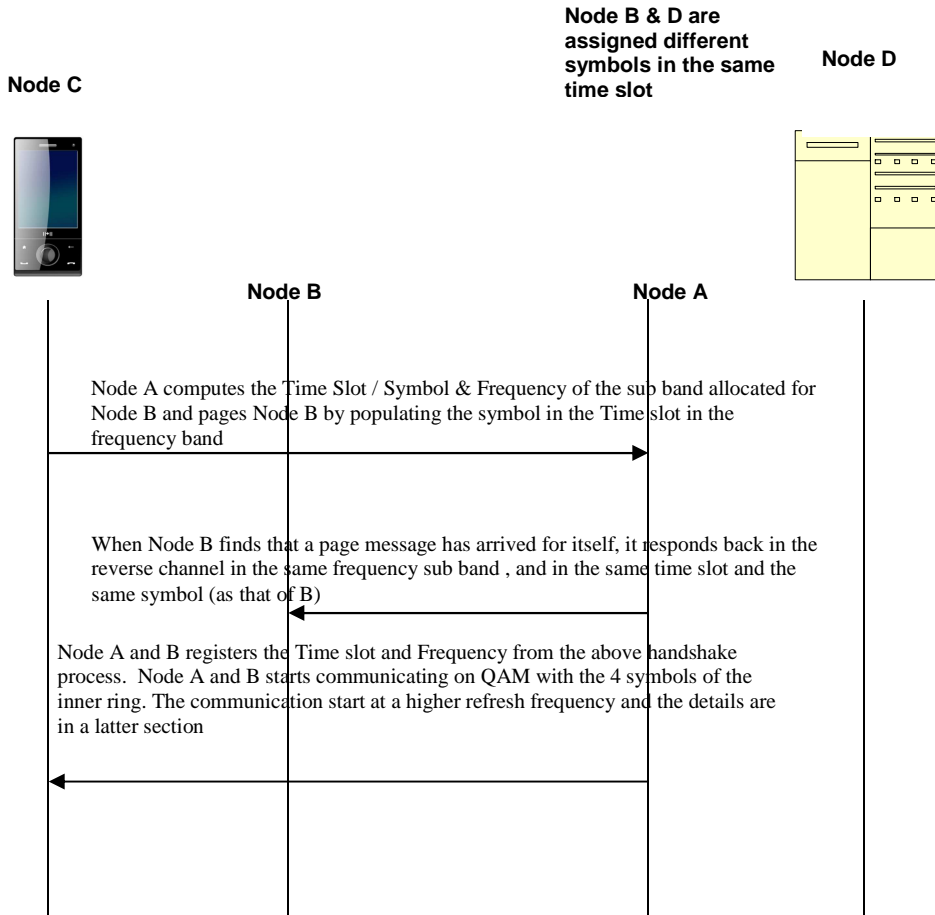 Node B & D are
assigned different
symbols in the same
time slot
Node D
Node C
Node B
Node A
Node A computes the Time Slot / Symbol & Frequency of the sub band allocated for
Node B and pages Node B by populating the symbol in the Time slot in the
frequency band
When Node B finds that a page message has arrived for itself, it responds back in the
reverse channel in the same frequency sub band , and in the same time slot and the
same symbol (as that of B)
Node A and B registers the Time slot and Frequency from the above handshake
process. Node A and B starts communicating on QAM with the 4 symbols of the
inner ring. The communication start at a higher refresh frequency and the details are
in a latter section